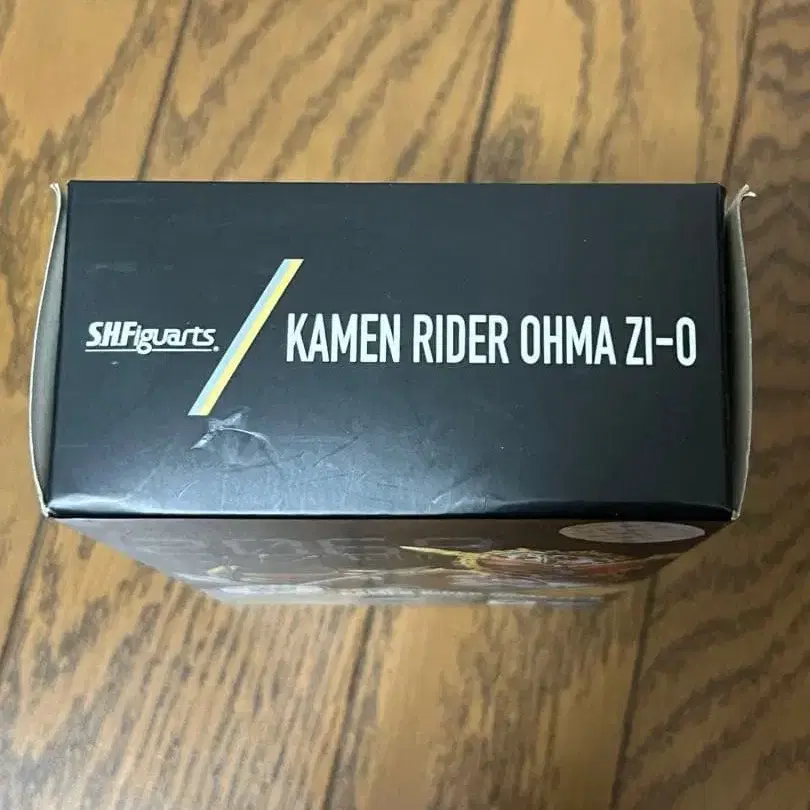 S.H.Figuarts
KAMEN RIDER OHMA ZI-O